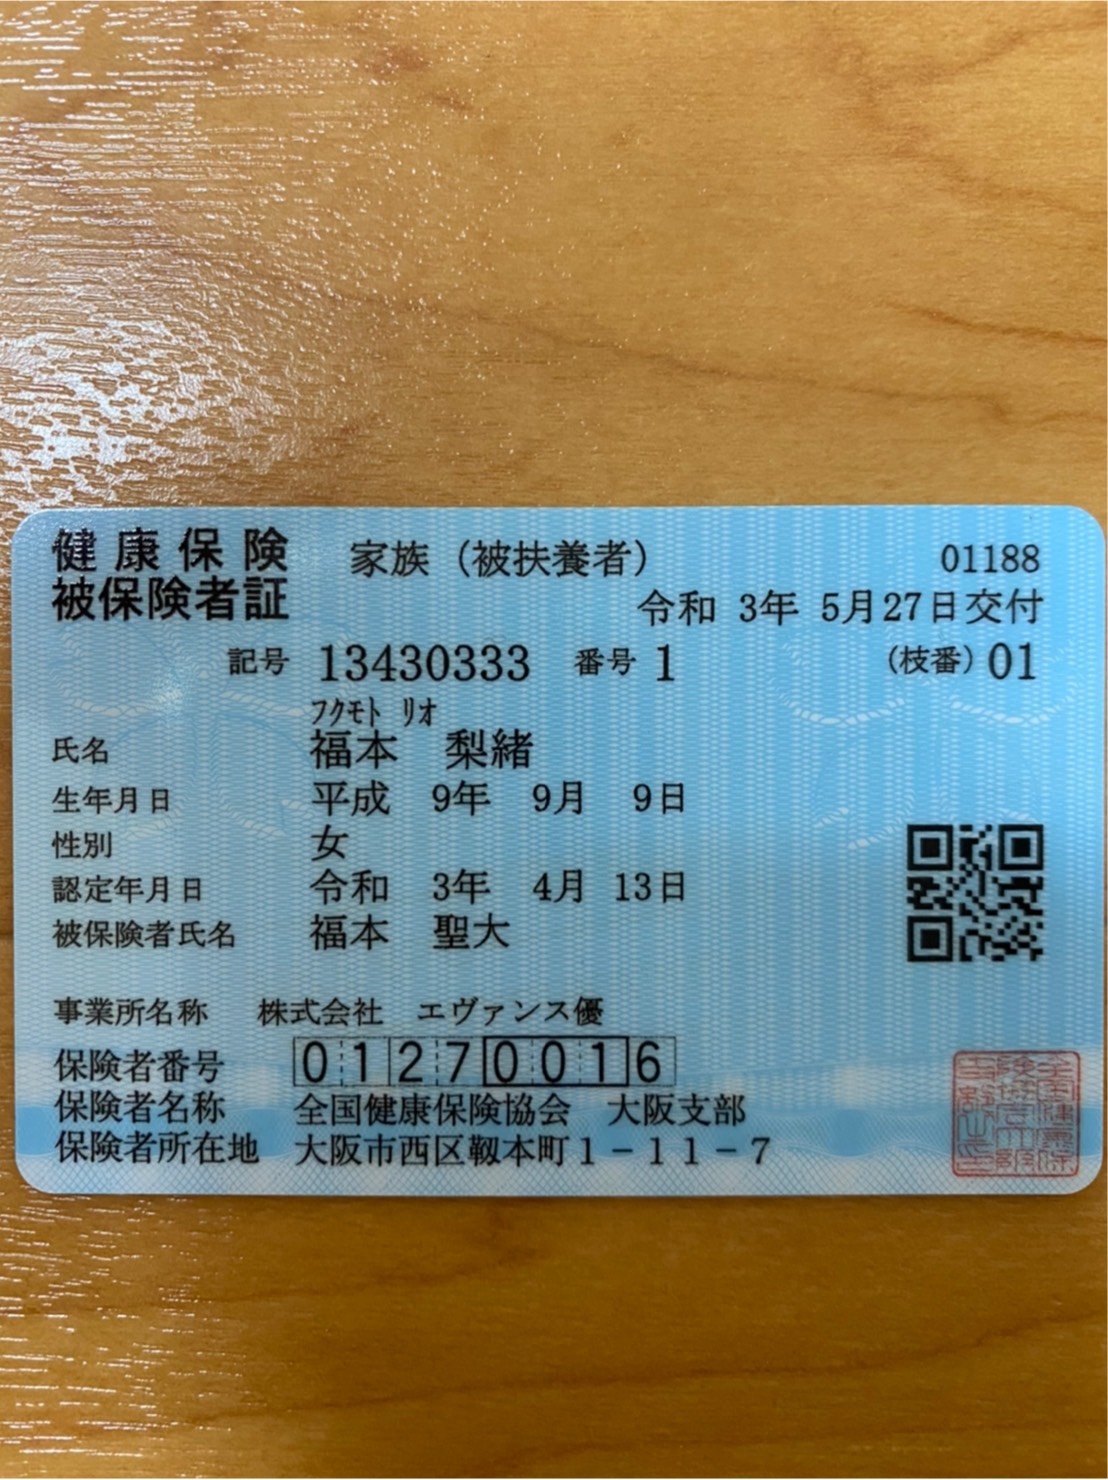 健康保険 家族（被扶養者） 01188
被保険者証 令和 3年 5月27日交付
記号 13430333 番号 1 （枝番）01
ﾌｸﾓﾄ ﾘｵ
氏名 福本 梨緒
生年月日 平成 9年 9月 9日
性別 女
認定年月日 令和 3年 4月 13日
被保険者氏名 福本 聖大
事業所名称 株式会社 エヴァンス優
保険者番号 01270016
保険者名称 全国健康保険協会 大阪支部
保険者所在地 大阪市西区靱本町1－11－7